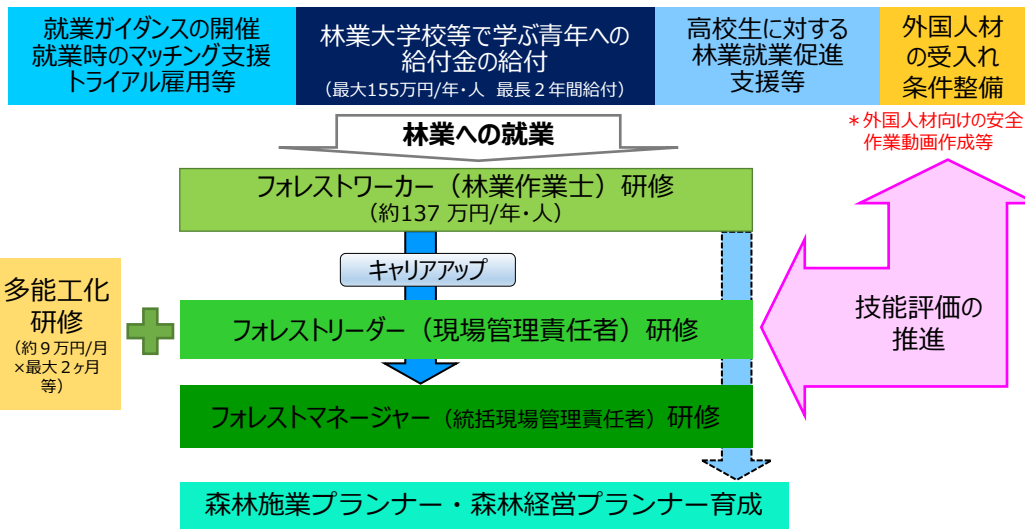 就業ガイダンスの開催
就業時のマッチング支援
トライアル雇用等
林業大学校等で学ぶ青年への
給付金の給付
（最大155万円/年・人 最長２年間給付）
高校生に対する
林業就業促進
支援等
外国人材
の受入れ
条件整備
＊外国人材向けの安全
作業動画作成等
林業への就業
フォレストワーカー（林業作業士）研修
（約137 万円/年・人）
キャリアアップ
多能工化
研修
（約９万円/月
×最大２ヶ月
等）
フォレストリーダー（現場管理責任者）研修
技能評価の
推進
フォレストマネージャー（統括現場管理責任者）研修
森林施業プランナー・森林経営プランナー育成